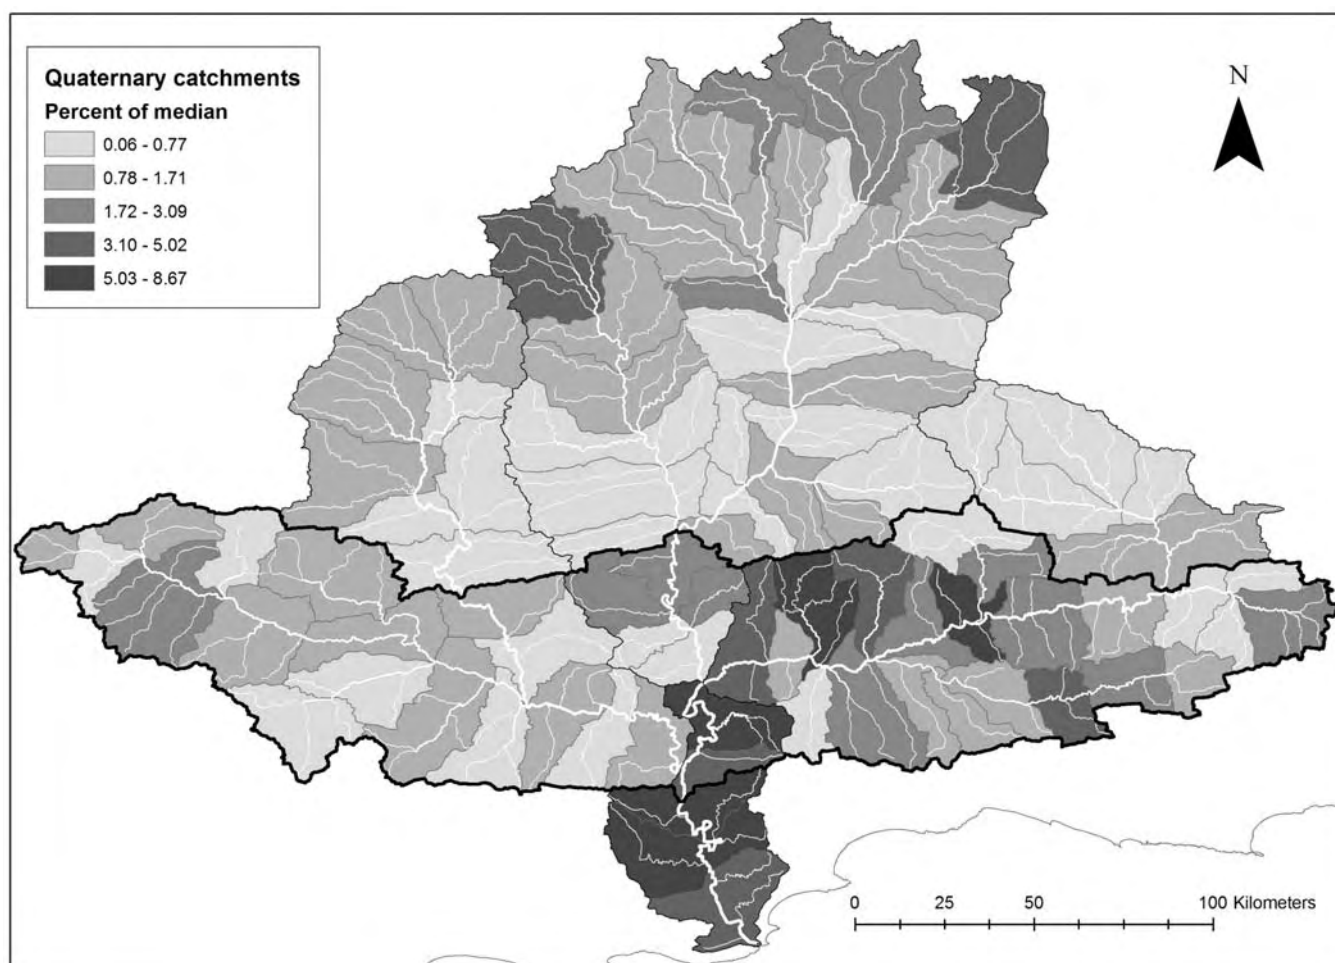 Quaternary catchments
Percent of median
0.06 - 0.77
0.78 - 1.71
1.72 - 3.09
3.10 - 5.02
5.03 - 8.67
N
0 25 50 100 Kilometers